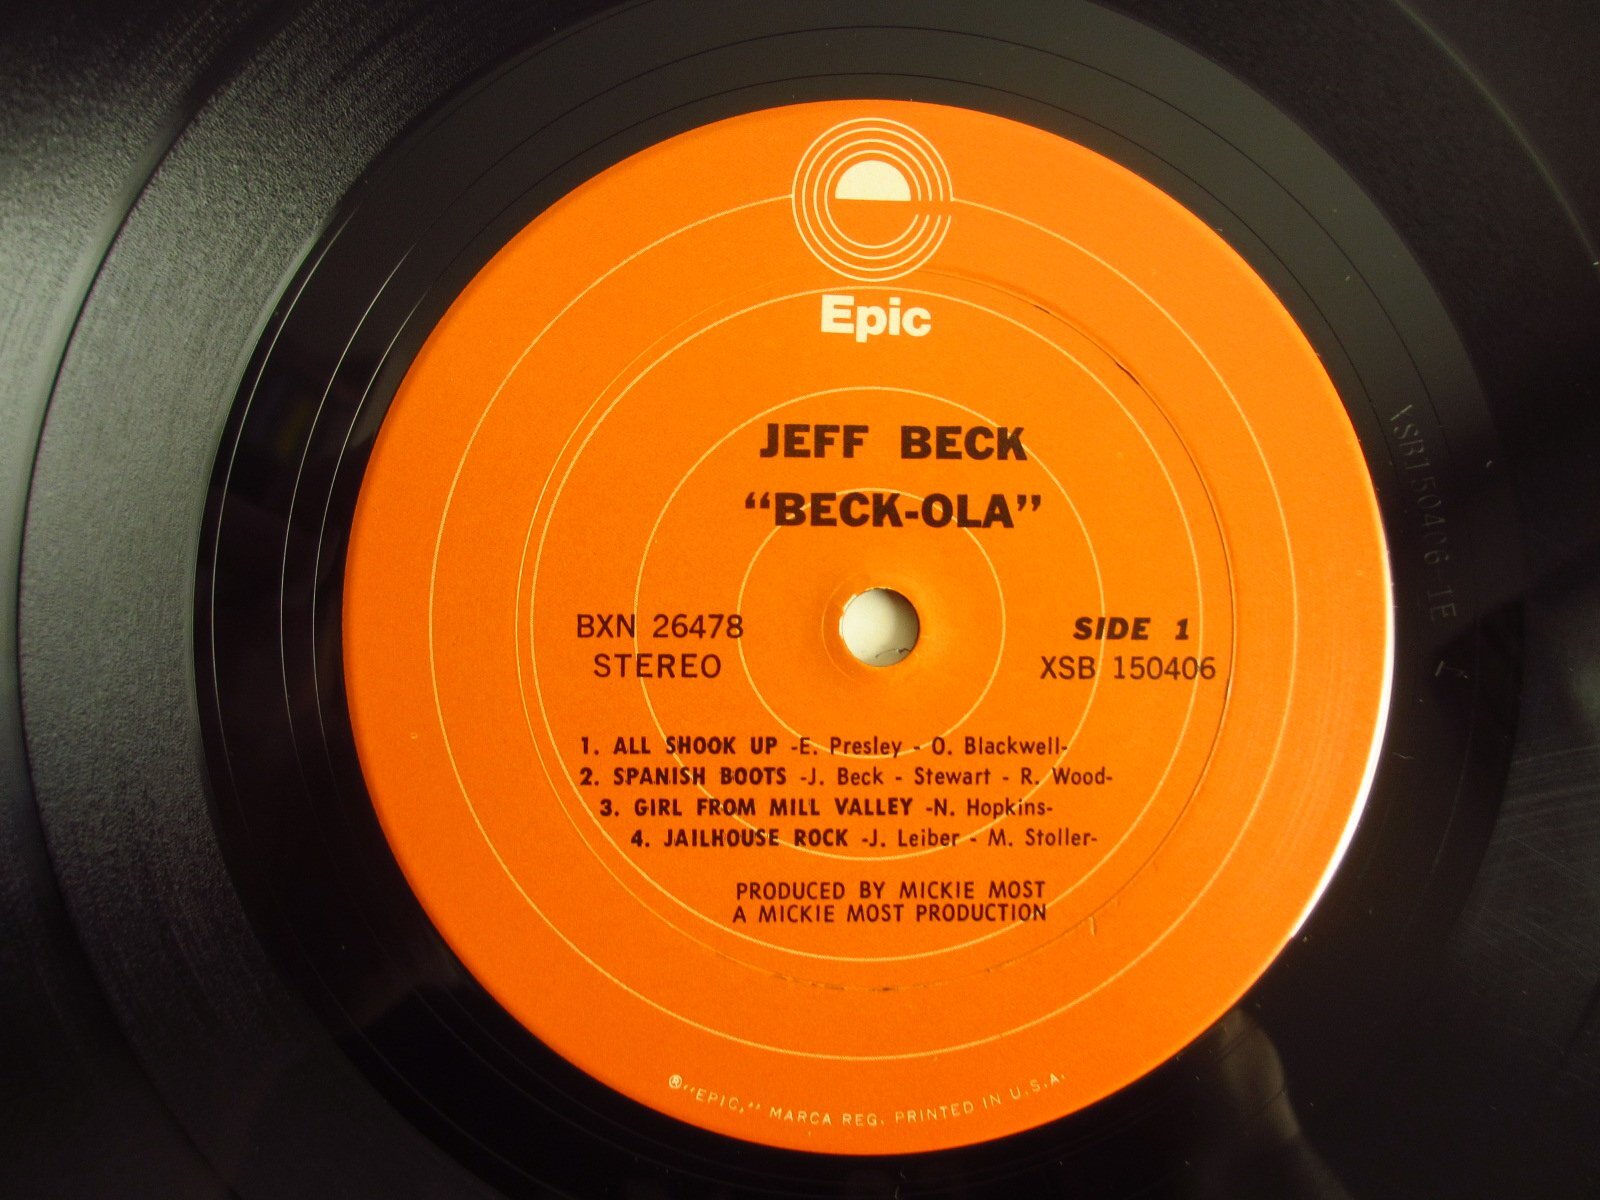 Epic
JEFF BECK
“BECK-OLA”
BXN 26478
STEREO
SIDE 1
XSB 150406
1. ALL SHOOK UP -E. Presley - O. Blackwell-
2. SPANISH BOOTS -J. Beck - Stewart - R. Wood-
3. GIRL FROM MILL VALLEY -N. Hopkins-
4. JAILHOUSE ROCK -J. Leiber - M. Stoller-
PRODUCED BY MICKIE MOST
A MICKIE MOST PRODUCTION
®“EPIC,” MARCA REG. PRINTED IN U.S.A.
XSB150406-1E